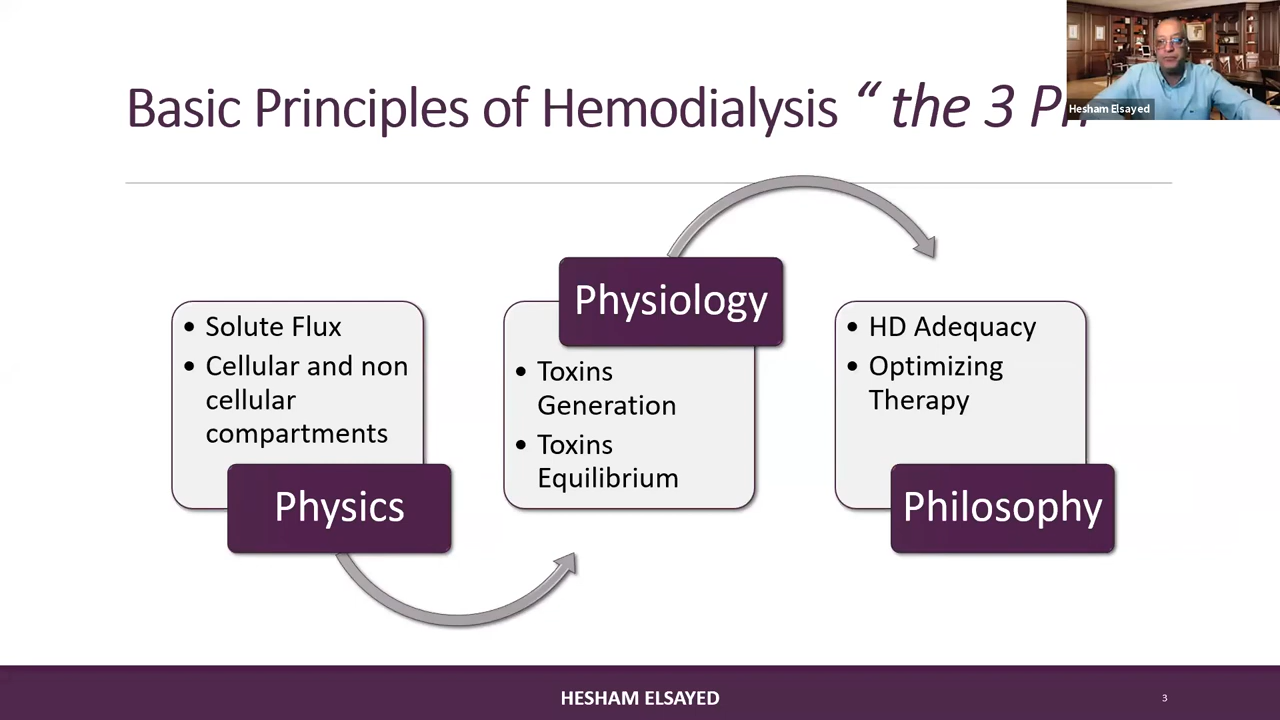 Basic Principles of Hemodialysis “ the 3
Hesham Elsayed
• Solute Flux
• Cellular and non
cellular
compartments
Physics
Physiology
• Toxins
Generation
• Toxins
Equilibrium
• HD Adequacy
• Optimizing
Therapy
Philosophy
HESHAM ELSAYED
3